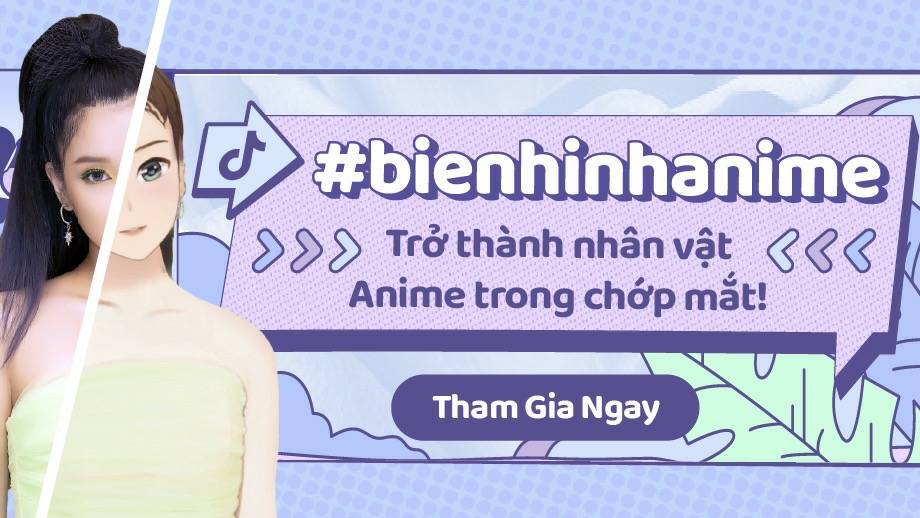 #bienhinhanime
Trở thành nhân vật
Anime trong chớp mắt!
Tham Gia Ngay